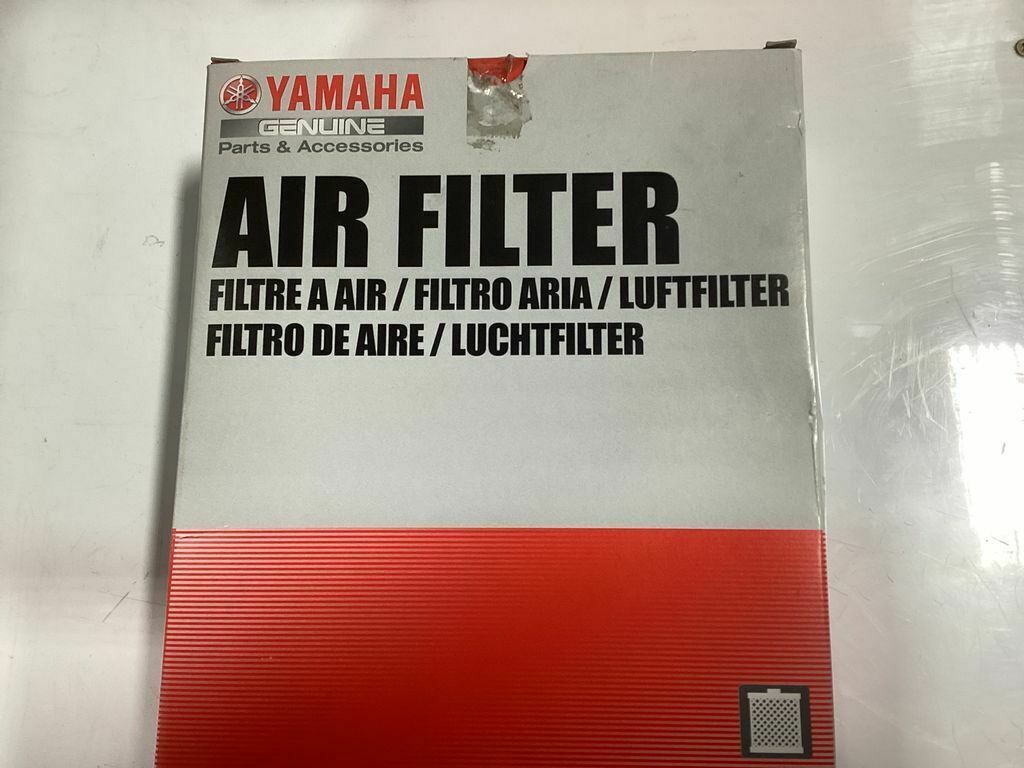 YAMAHA
GENUINE
Parts & Accessories
AIR FILTER
FILTRE A AIR / FILTRO ARIA / LUFTFILTER
FILTRO DE AIRE / LUCHTFILTER